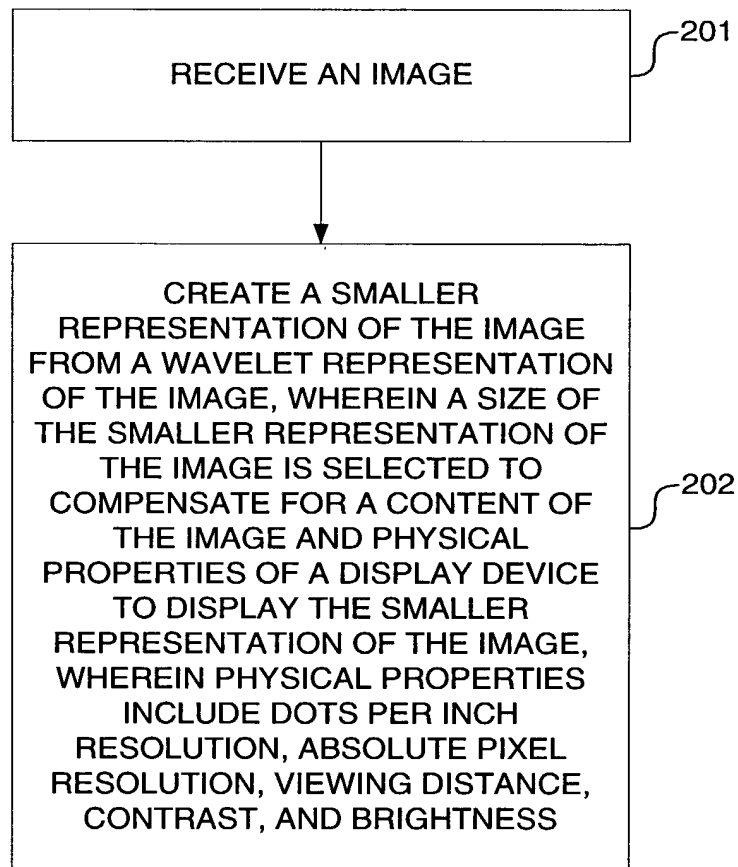 RECEIVE AN IMAGE
201
CREATE A SMALLER
REPRESENTATION OF THE IMAGE
FROM A WAVELET REPRESENTATION
OF THE IMAGE, WHEREIN A SIZE OF
THE SMALLER REPRESENTATION OF
THE IMAGE IS SELECTED TO
COMPENSATE FOR A CONTENT OF
THE IMAGE AND PHYSICAL
PROPERTIES OF A DISPLAY DEVICE
TO DISPLAY THE SMALLER
REPRESENTATION OF THE IMAGE,
WHEREIN PHYSICAL PROPERTIES
INCLUDE DOTS PER INCH
RESOLUTION, ABSOLUTE PIXEL
RESOLUTION, VIEWING DISTANCE,
CONTRAST, AND BRIGHTNESS
202